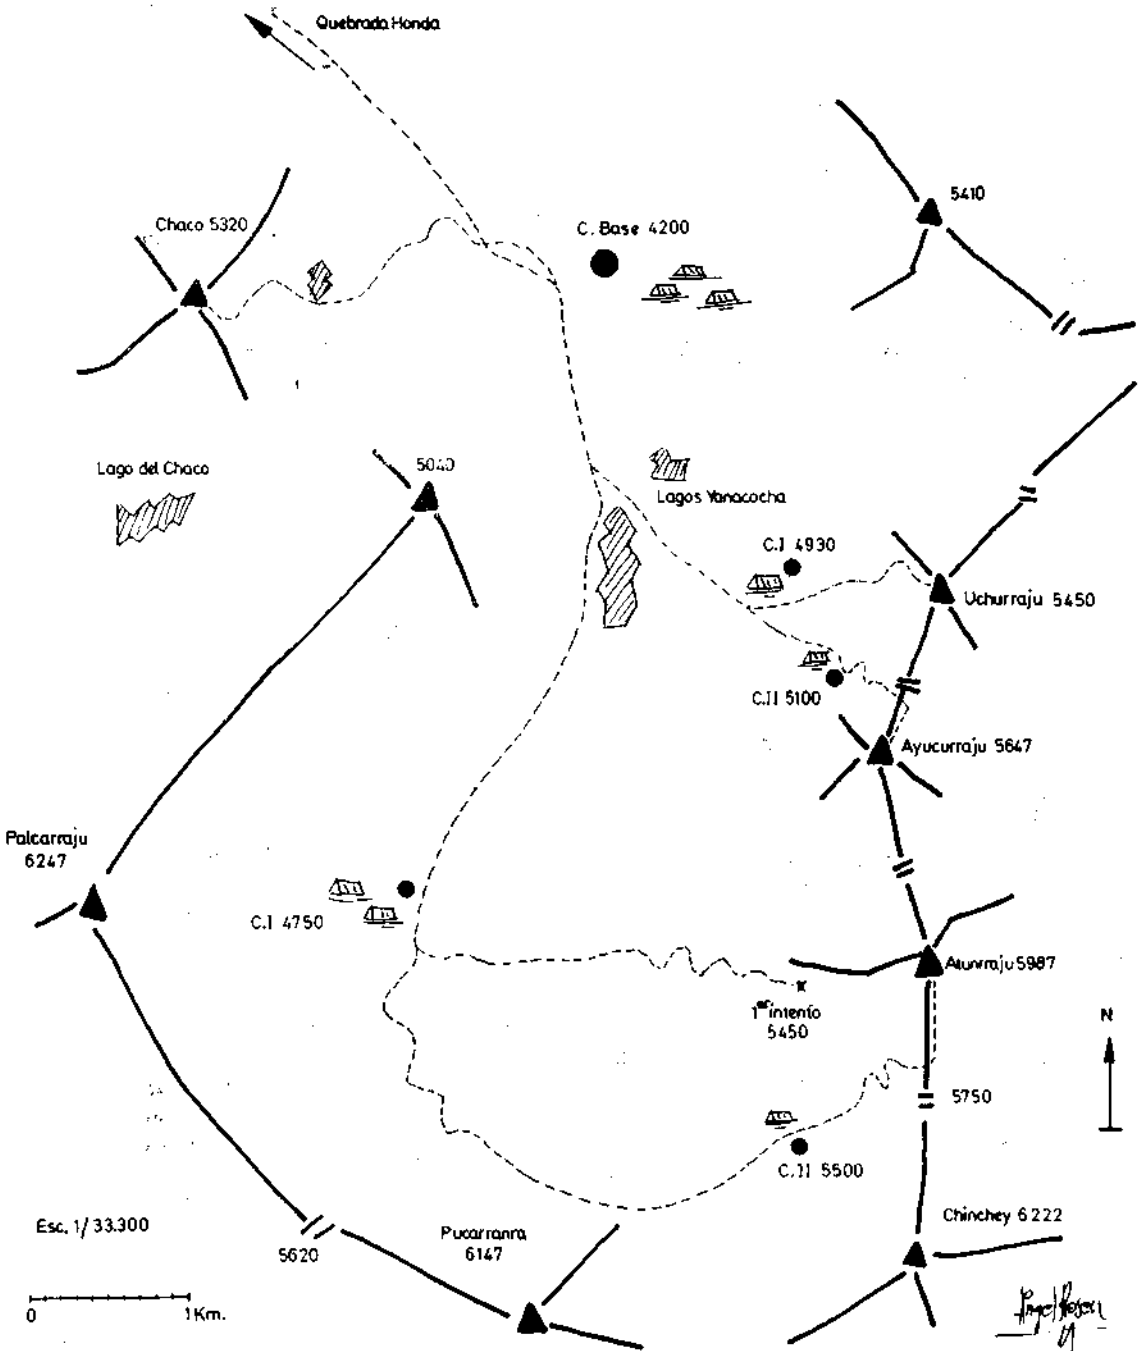 Quebrada Honda
5410
Chaco 5320
C. Base 4200
5040
Lago del Chaco
Lagos Yanacocha
C.I 4930
Uchurraju 5450
C.II 5100
Ayucurraju 5647
Palcarraju
6247
C.I 4750
Atunrraju 5987
1er intento
5450
N
5750
C.II 5500
Chinchey 6222
Esc. 1/33.300
Pucarranra
6147
5620
0
1Km.